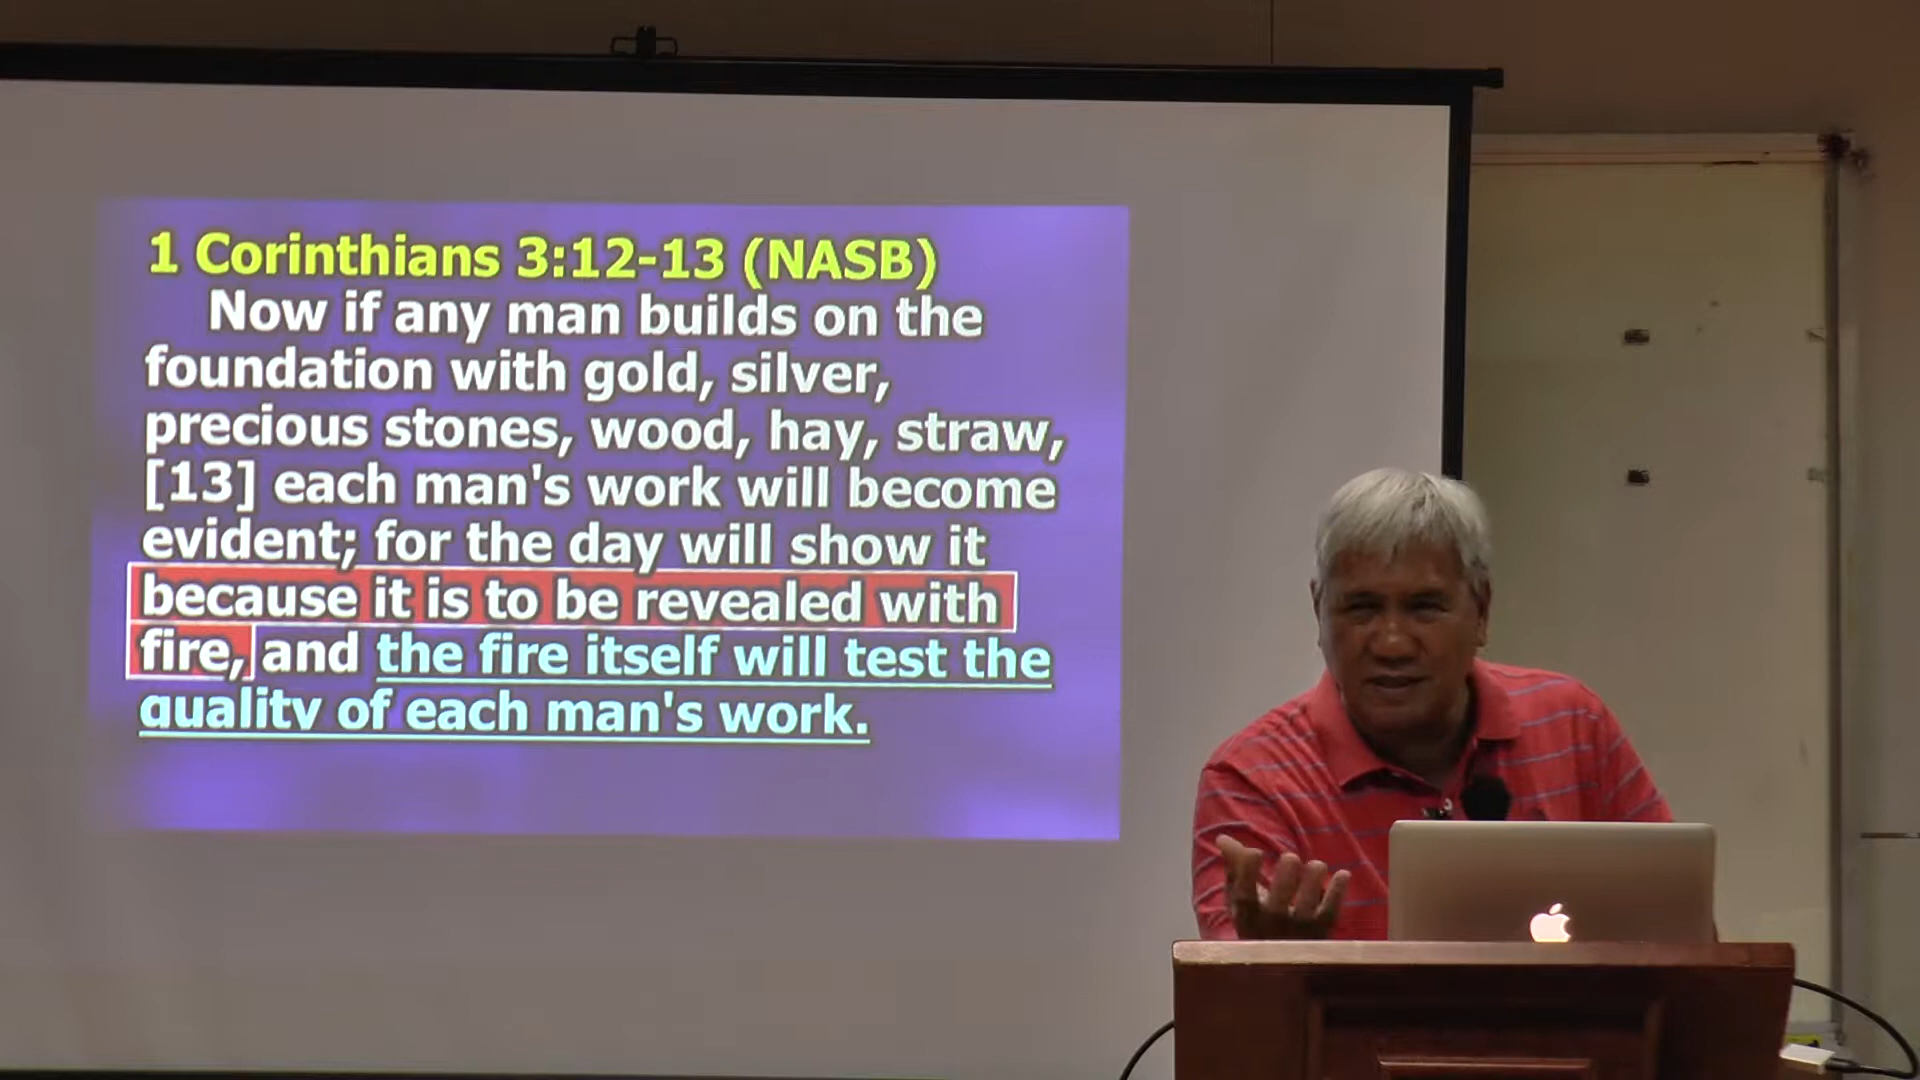 1 Corinthians 3:12-13 (NASB)
Now if any man builds on the
foundation with gold, silver,
precious stones, wood, hay, straw,
[13] each man's work will become
evident; for the day will show it
because it is to be revealed with
fire, and the fire itself will test the
quality of each man's work.